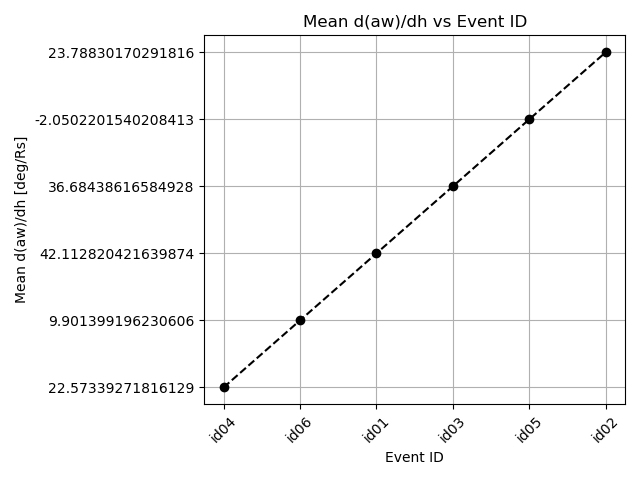 Mean d(aw)/dh vs Event ID
23.78830170291816
-2.0502201540208413
36.68438616584928
42.112820421639874
9.901399196230606
22.57339271816129
Mean d(aw)/dh [deg/Rs]
id04
id06
id01
id03
id05
id02
Event ID